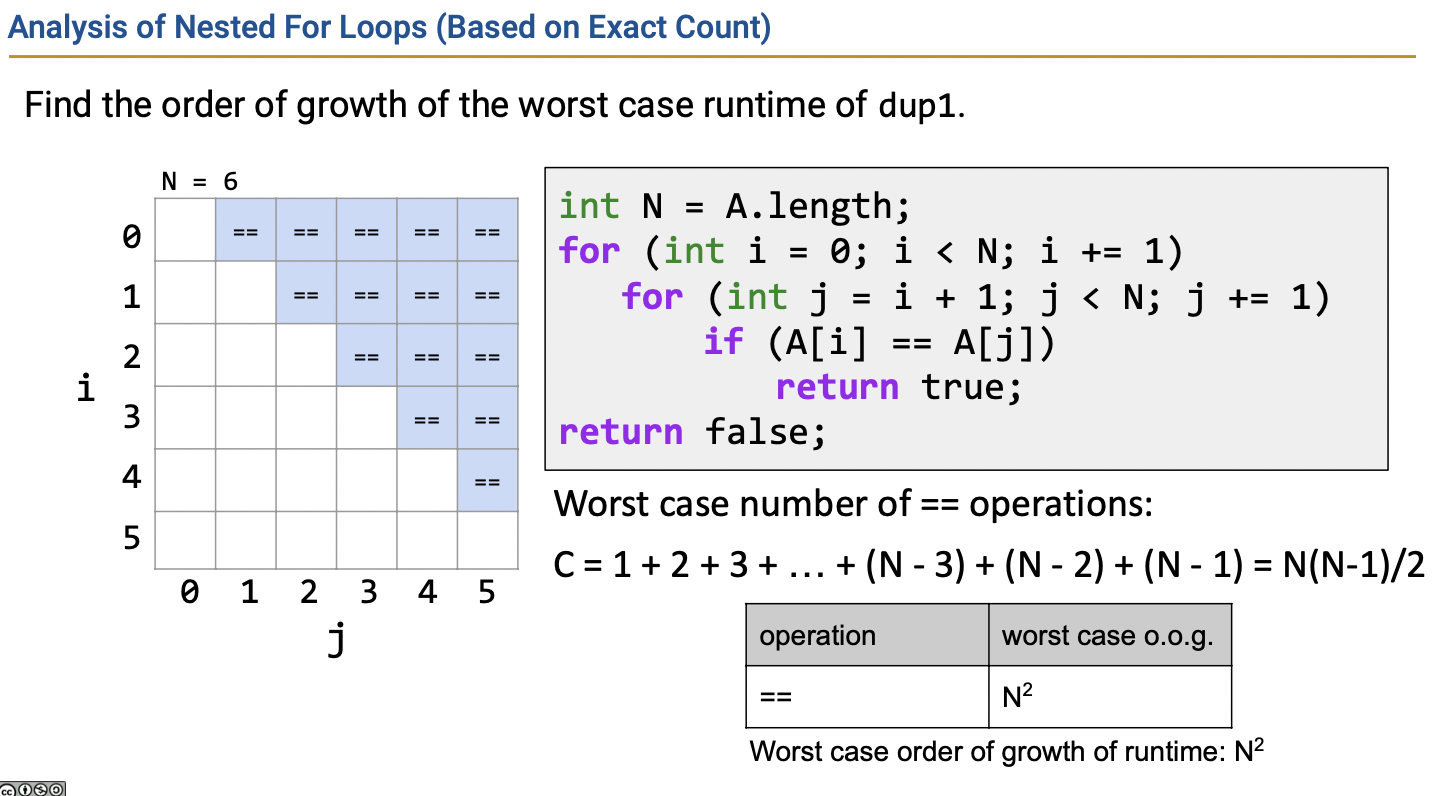 Analysis of Nested For Loops (Based on Exact Count)
Find the order of growth of the worst case runtime of dup1.
N = 6
0 == == == == ==
1 == == == ==
2 == == ==
i
3 == ==
4 ==
5
0 1 2 3 4 5
j
int N = A.length;
for (int i = 0; i < N; i += 1)
for (int j = i + 1; j < N; j += 1)
if (A[i] == A[j])
return true;
return false;
Worst case number of == operations:
C = 1 + 2 + 3 + … + (N - 3) + (N - 2) + (N - 1) = N(N-1)/2
operation worst case o.o.g.
== N²
Worst case order of growth of runtime: N²
cc